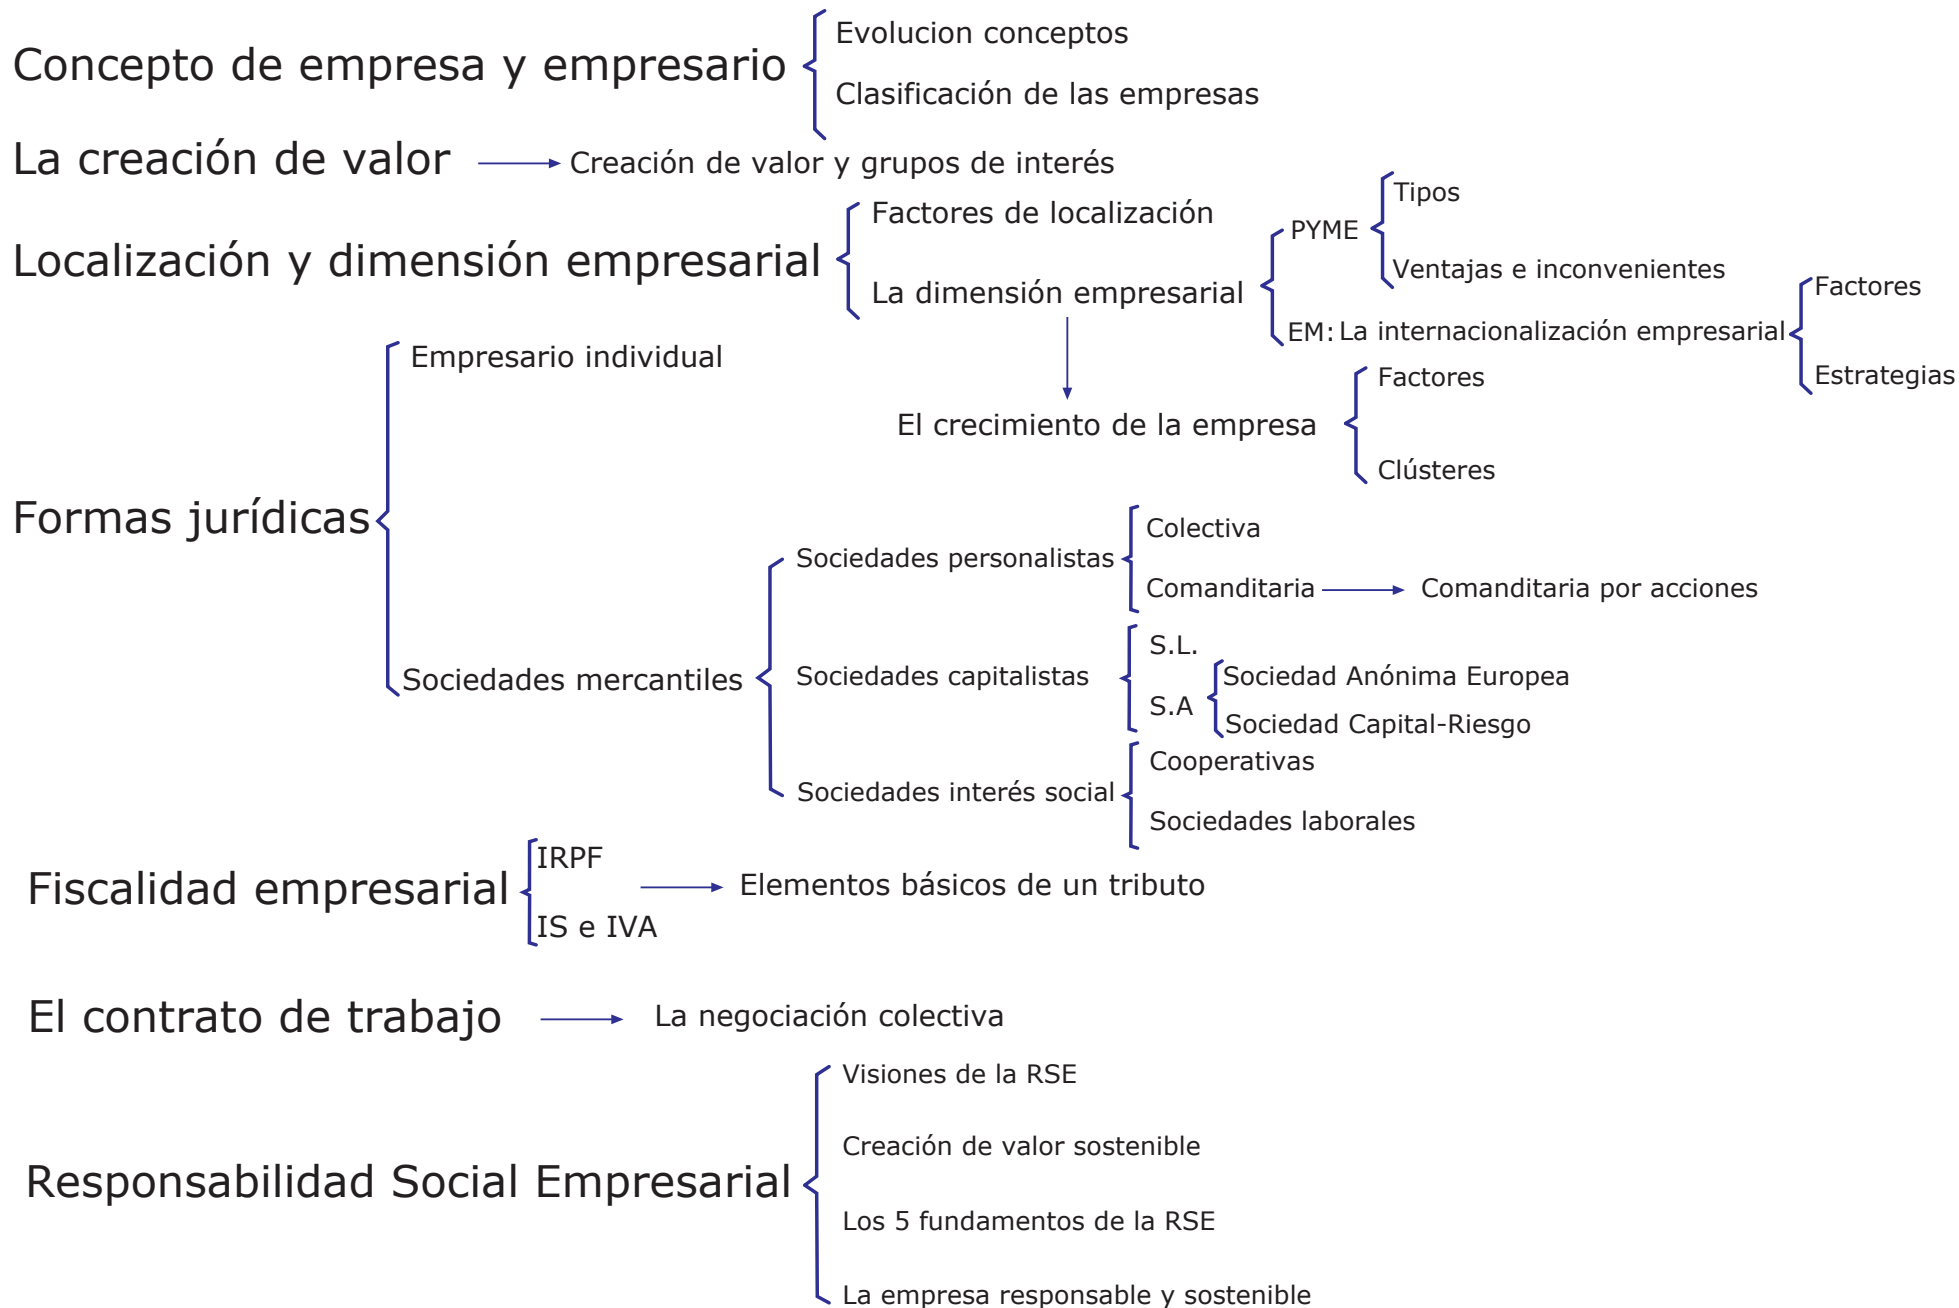 Concepto de empresa y empresario
Evolucion conceptos
Clasificación de las empresas
La creación de valor
Creación de valor y grupos de interés
Localización y dimensión empresarial
Factores de localización
La dimensión empresarial
PYME
Tipos
Ventajas e inconvenientes
EM: La internacionalización empresarial
Factores
Estrategias
El crecimiento de la empresa
Factores
Clústeres
Formas jurídicas
Empresario individual
Sociedades mercantiles
Sociedades personalistas
Colectiva
Comanditaria
Comanditaria por acciones
Sociedades capitalistas
S.L.
S.A
Sociedad Anónima Europea
Sociedad Capital-Riesgo
Sociedades interés social
Cooperativas
Sociedades laborales
Fiscalidad empresarial
IRPF
IS e IVA
Elementos básicos de un tributo
El contrato de trabajo
La negociación colectiva
Responsabilidad Social Empresarial
Visiones de la RSE
Creación de valor sostenible
Los 5 fundamentos de la RSE
La empresa responsable y sostenible